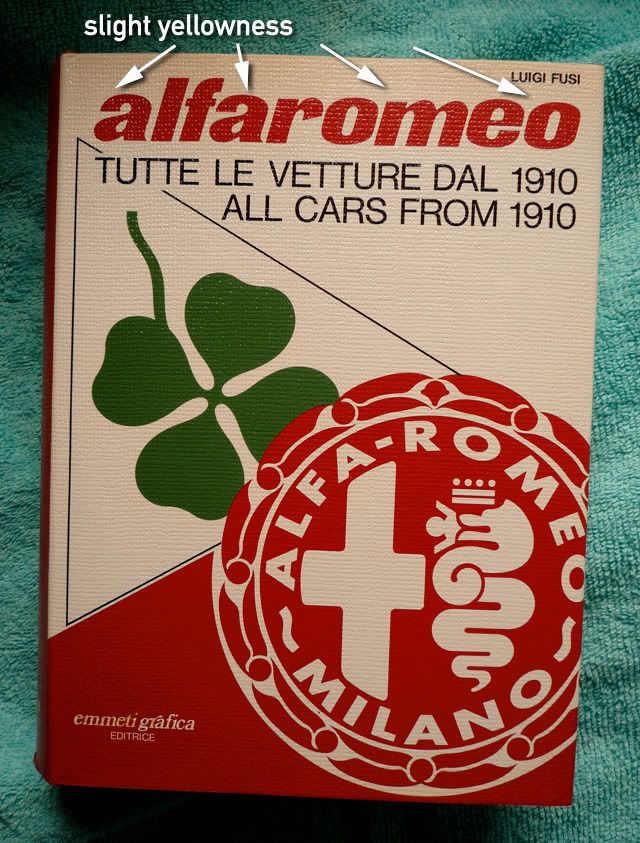 slight yellowness
LUIGI FUSI
alfaromeo
TUTTE LE VETTURE DAL 1910
ALL CARS FROM 1910
ALFA-ROMEO
MILANO
emmeti gráfica
EDITRICE